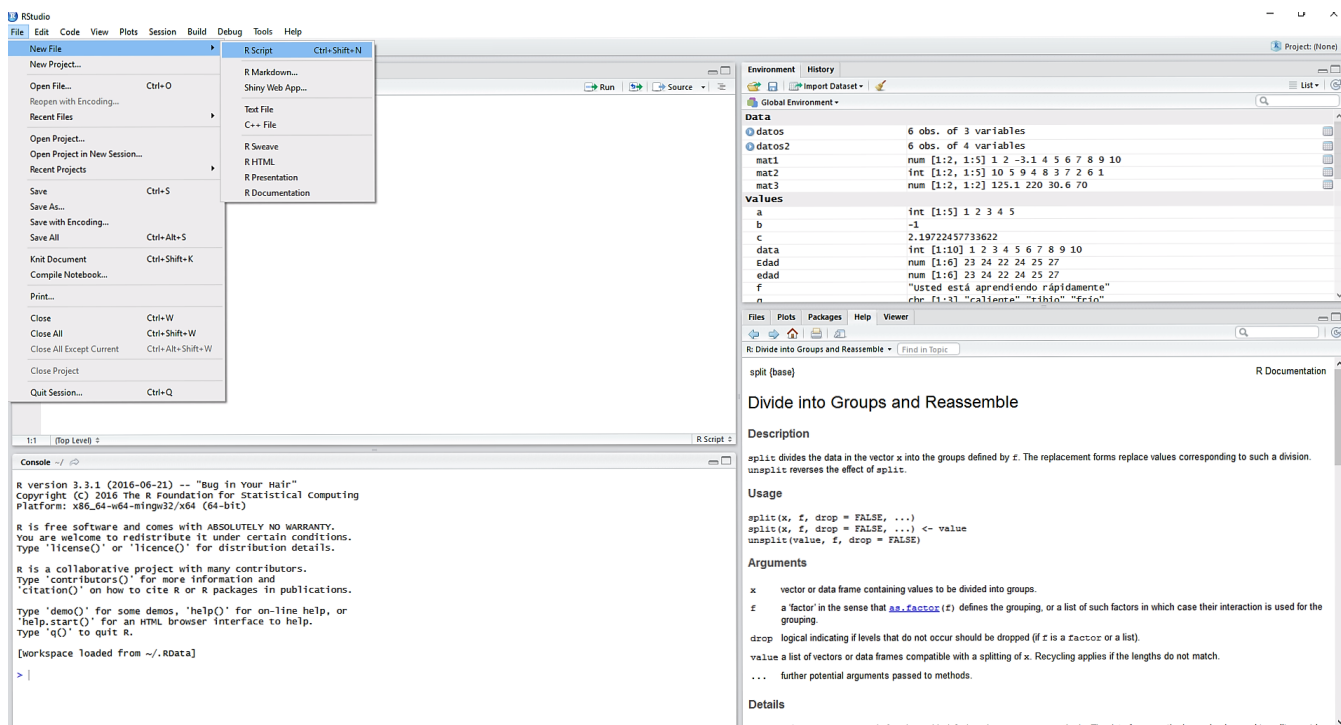 RStudio
File Edit Code View Plots Session Build Debug Tools Help
Project: (None)
New File
New Project...
Open File... Ctrl+O
Reopen with Encoding...
Recent Files
Open Project...
Open Project in New Session...
Recent Projects
Save Ctrl+S
Save As...
Save with Encoding...
Save All Ctrl+Alt+S
Knit Document Ctrl+Shift+K
Compile Notebook...
Print...
Close Ctrl+W
Close All Ctrl+Shift+W
Close All Except Current Ctrl+Alt+Shift+W
Close Project
Quit Session... Ctrl+Q
R Script Ctrl+Shift+N
R Markdown...
Shiny Web App...
Text File
C++ File
R Sweave
R HTML
R Presentation
R Documentation
Run Source
1:1 (Top Level) R Script
Console ~/
R version 3.3.1 (2016-06-21) -- "Bug in Your Hair"
Copyright (C) 2016 The R Foundation for Statistical Computing
Platform: x86_64-w64-mingw32/x64 (64-bit)
R is free software and comes with ABSOLUTELY NO WARRANTY.
You are welcome to redistribute it under certain conditions.
Type 'license()' or 'licence()' for distribution details.
R is a collaborative project with many contributors.
Type 'contributors()' for more information and
'citation()' on how to cite R or R packages in publications.
Type 'demo()' for some demos, 'help()' for on-line help, or
'help.start()' for an HTML browser interface to help.
Type 'q()' to quit R.
[Workspace loaded from ~/.RData]
>
Environment History
Import Dataset List
Global Environment
Data
datos 6 obs. of 3 variables
datos2 6 obs. of 4 variables
mat1 num [1:2, 1:5] 1 2 -3.1 4 5 6 7 8 9 10
mat2 int [1:2, 1:5] 10 5 9 4 8 3 7 2 6 1
mat3 num [1:2, 1:2] 125.1 220 30.6 70
Values
a int [1:5] 1 2 3 4 5
b -1
c 2.19722457733622
data int [1:10] 1 2 3 4 5 6 7 8 9 10
Edad num [1:6] 23 24 22 24 25 27
edad num [1:6] 23 24 22 24 25 27
f "Usted está aprendiendo rápidamente"
chr [1:3] "caliente" "tibio" "frío"
Files Plots Packages Help Viewer
R: Divide into Groups and Reassemble Find in Topic
split {base} R Documentation
Divide into Groups and Reassemble
Description
split divides the data in the vector x into the groups defined by f. The replacement forms replace values corresponding to such a division.
unsplit reverses the effect of split.
Usage
split(x, f, drop = FALSE, ...)
split(x, f, drop = FALSE, ...) <- value
unsplit(value, f, drop = FALSE)
Arguments
x vector or data frame containing values to be divided into groups.
f a 'factor' in the sense that as.factor(f) defines the grouping, or a list of such factors in which case their interaction is used for the
grouping.
drop logical indicating if levels that do not occur should be dropped (if f is a factor or a list).
value a list of vectors or data frames compatible with a splitting of x. Recycling applies if the lengths do not match.
... further potential arguments passed to methods.
Details